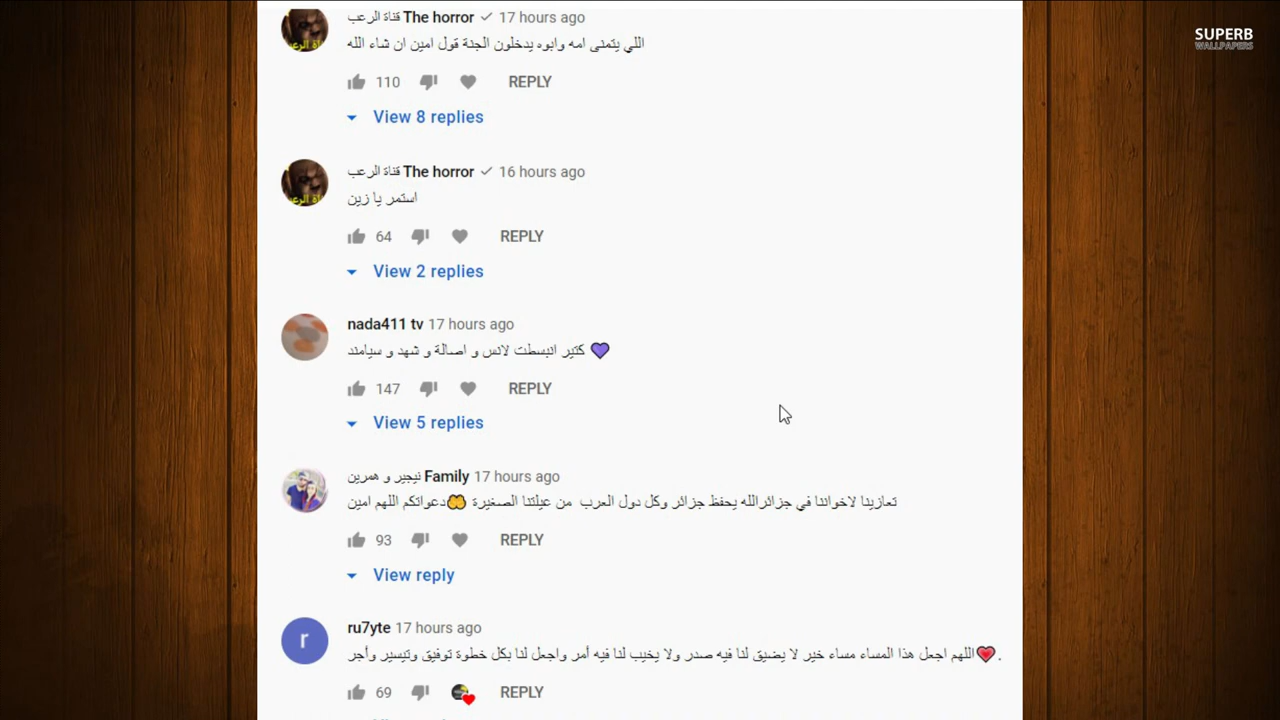 SUPERB
WALLPAPERS
قناة الرعب The horror 17 hours ago
اللي يتمنى امه وابوه يدخلون الجنة قول امين ان شاء الله
110 REPLY
View 8 replies
قناة الرعب The horror 16 hours ago
استمر يا زين
64 REPLY
View 2 replies
nada411 tv 17 hours ago
كتير انبسطت لانس و اصالة و شهد و سيامند 💜
147 REPLY
View 5 replies
نيجير و همرين Family 17 hours ago
تعازينا لاخواننا في جزائرالله يحفظ جزائر وكل دول العرب من عيلتنا الصغيرة 🤲دعواتكم اللهم امين
93 REPLY
View reply
r
ru7yte 17 hours ago
.❤اللهم اجعل هذا المساء مساء خير لا يضيق لنا فيه صدر ولا يخيب لنا فيه أمر واجعل لنا بكل خطوة توفيق وتيسير وأجر
69 REPLY